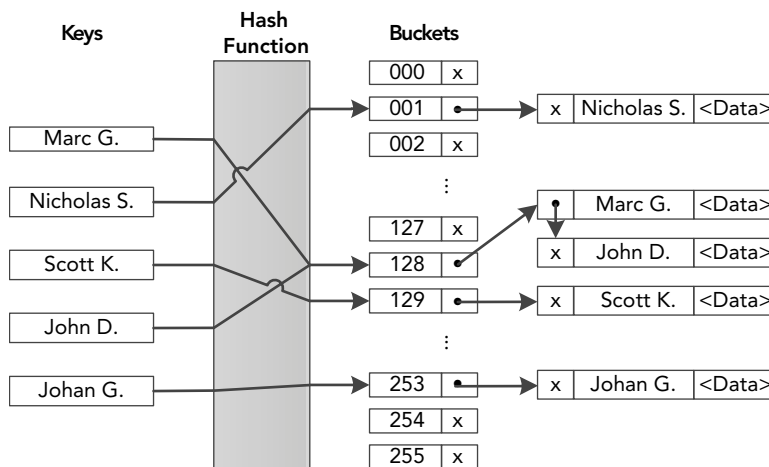 Keys
Hash
Function
Buckets
000 x
001
x Nicholas S. <Data>
002 x
Marc G.
Nicholas S.
...
Marc G. <Data>
127 x
Scott K.
128
x John D. <Data>
129
x Scott K. <Data>
John D.
...
Johan G.
253
x Johan G. <Data>
254 x
255 x